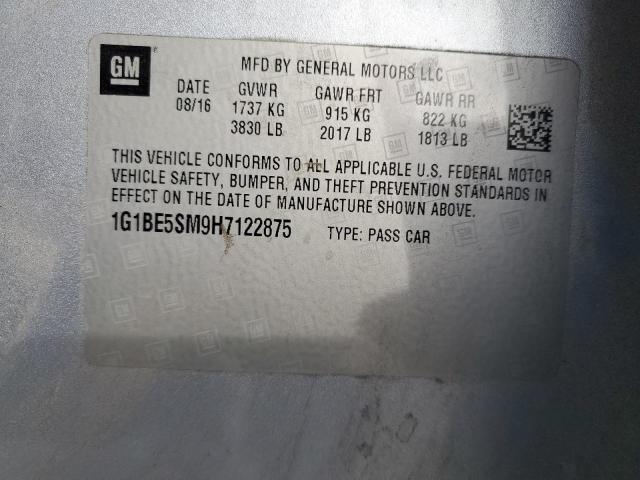 GM
MFD BY GENERAL MOTORS LLC
DATE GVWR GAWR FRT GAWR RR
08/16 1737 KG 915 KG 822 KG
3830 LB 2017 LB 1813 LB
THIS VEHICLE CONFORMS TO ALL APPLICABLE U.S. FEDERAL MOTOR
VEHICLE SAFETY, BUMPER, AND THEFT PREVENTION STANDARDS IN
EFFECT ON THE DATE OF MANUFACTURE SHOWN ABOVE.
1G1BE5SM9H7122875 TYPE: PASS CAR